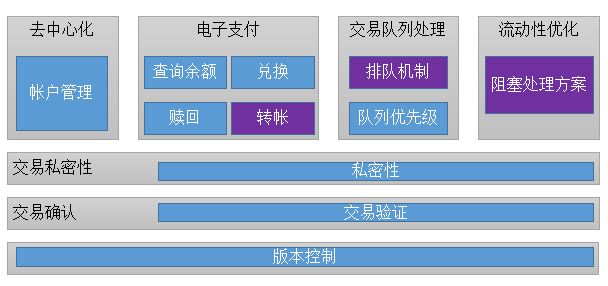 去中心化
电子支付
交易队列处理
流动性优化
帐户管理
查询余额
兑换
赎回
转帐
排队机制
队列优先级
阻塞处理方案
交易私密性
私密性
交易确认
交易验证
版本控制